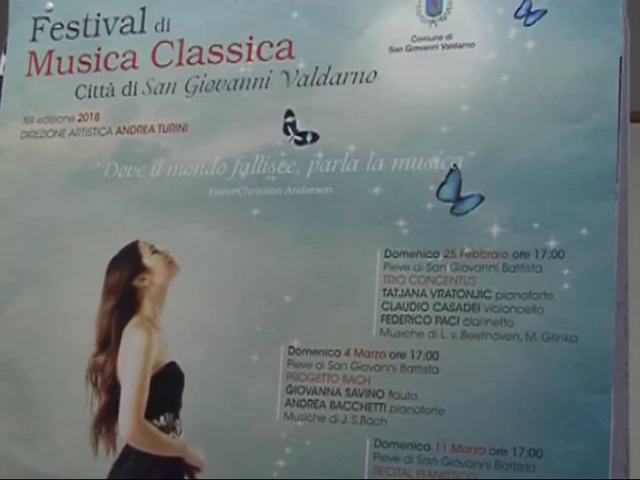 Festival di
Musica Classica
Città di San Giovanni Valdarno
Comune di
San Giovanni Valdarno
XIII edizione 2018
DIREZIONE ARTISTICA ANDREA TURINI
"Dove il mondo fallisce, parla la musica"
Hans Christian Andersen
Domenica 25 Febbraio ore 17:00
Pieve di San Giovanni Battista
TRIO CONCENTUS
TATJANA VRATONJIC pianoforte
CLAUDIO CASADEI violoncello
FEDERICO PACI clarinetto
Musiche di L. v. Beethoven, M. Glinka
Domenica 4 Marzo ore 17:00
Pieve di San Giovanni Battista
PROGETTO BACH
GIOVANNA SAVINO flauto
ANDREA BACCHETTI pianoforte
Musiche di J.S.Bach
Domenica 11 Marzo ore 17:00
Pieve di San Giovanni Battista
RECITAL PIANISTICO